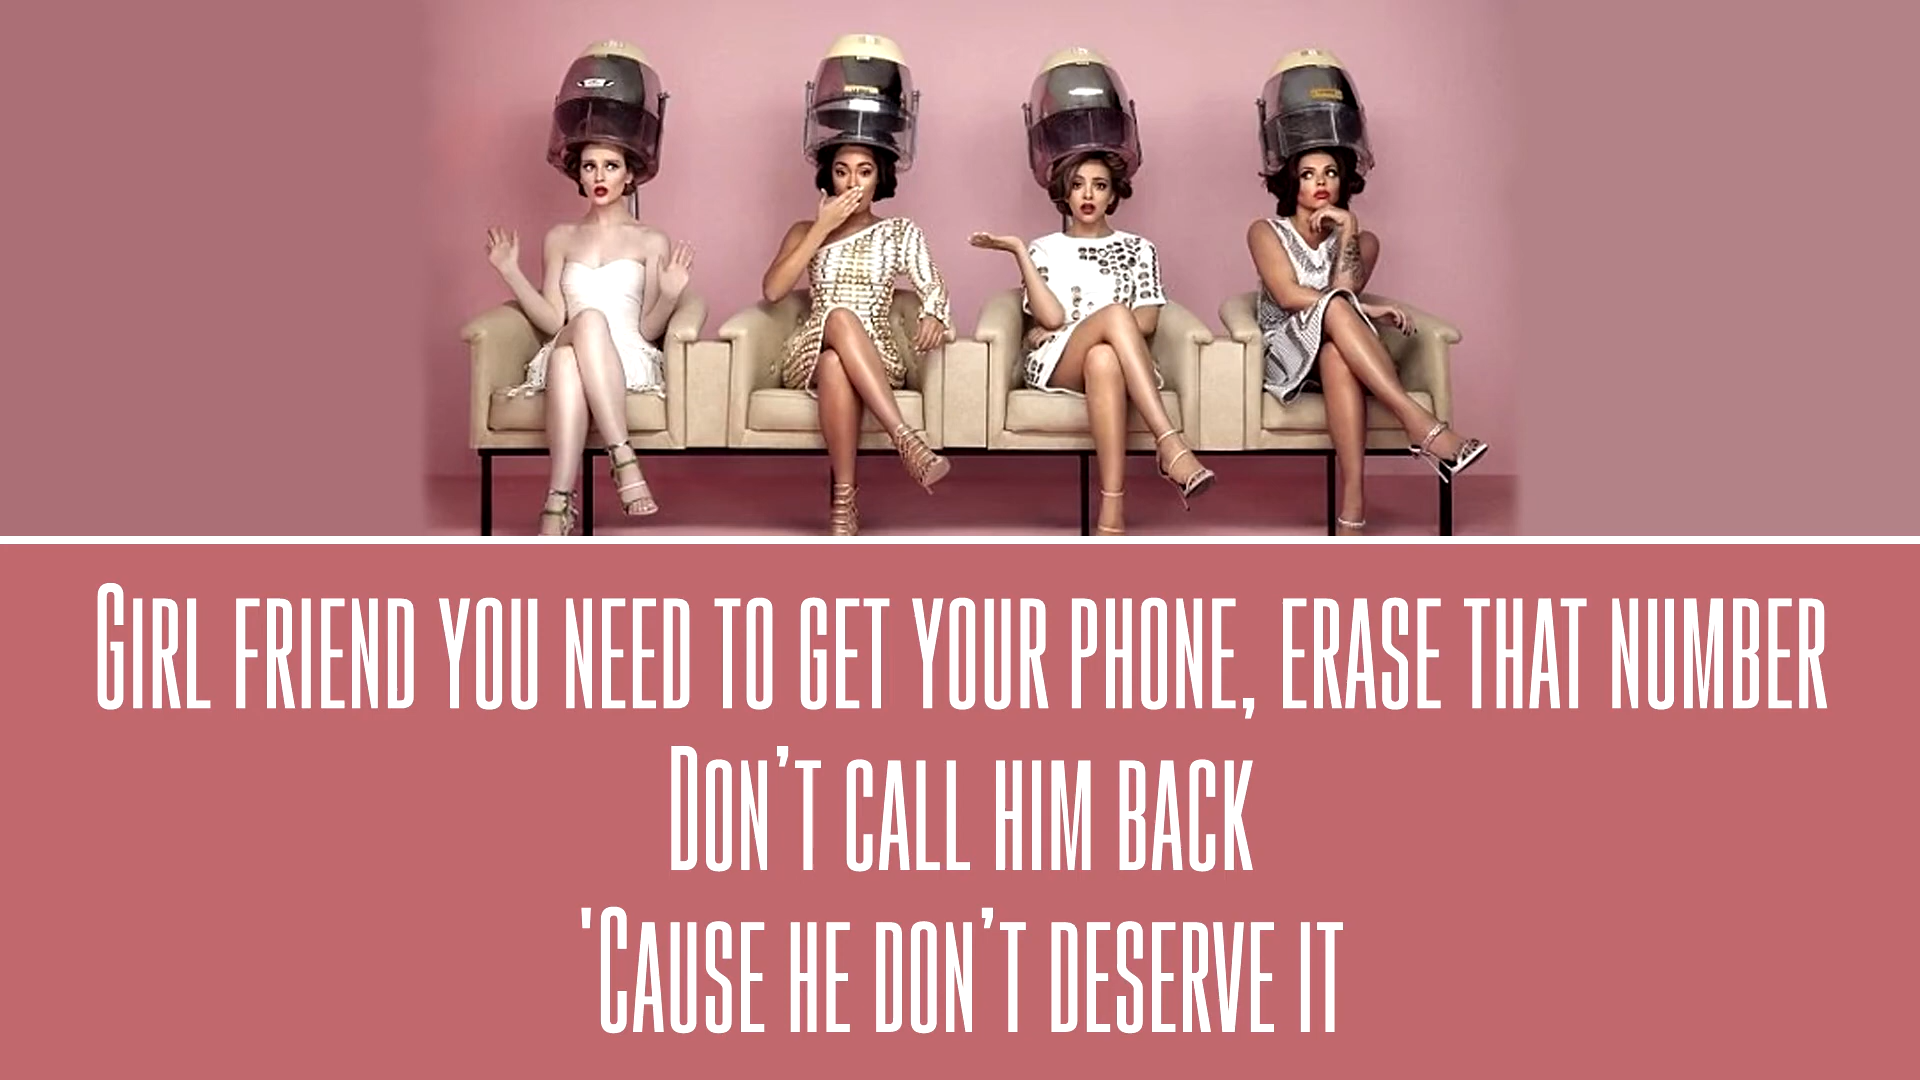 Girl friend you need to get your phone, erase that number
Don’t call him back
'Cause he don’t deserve it